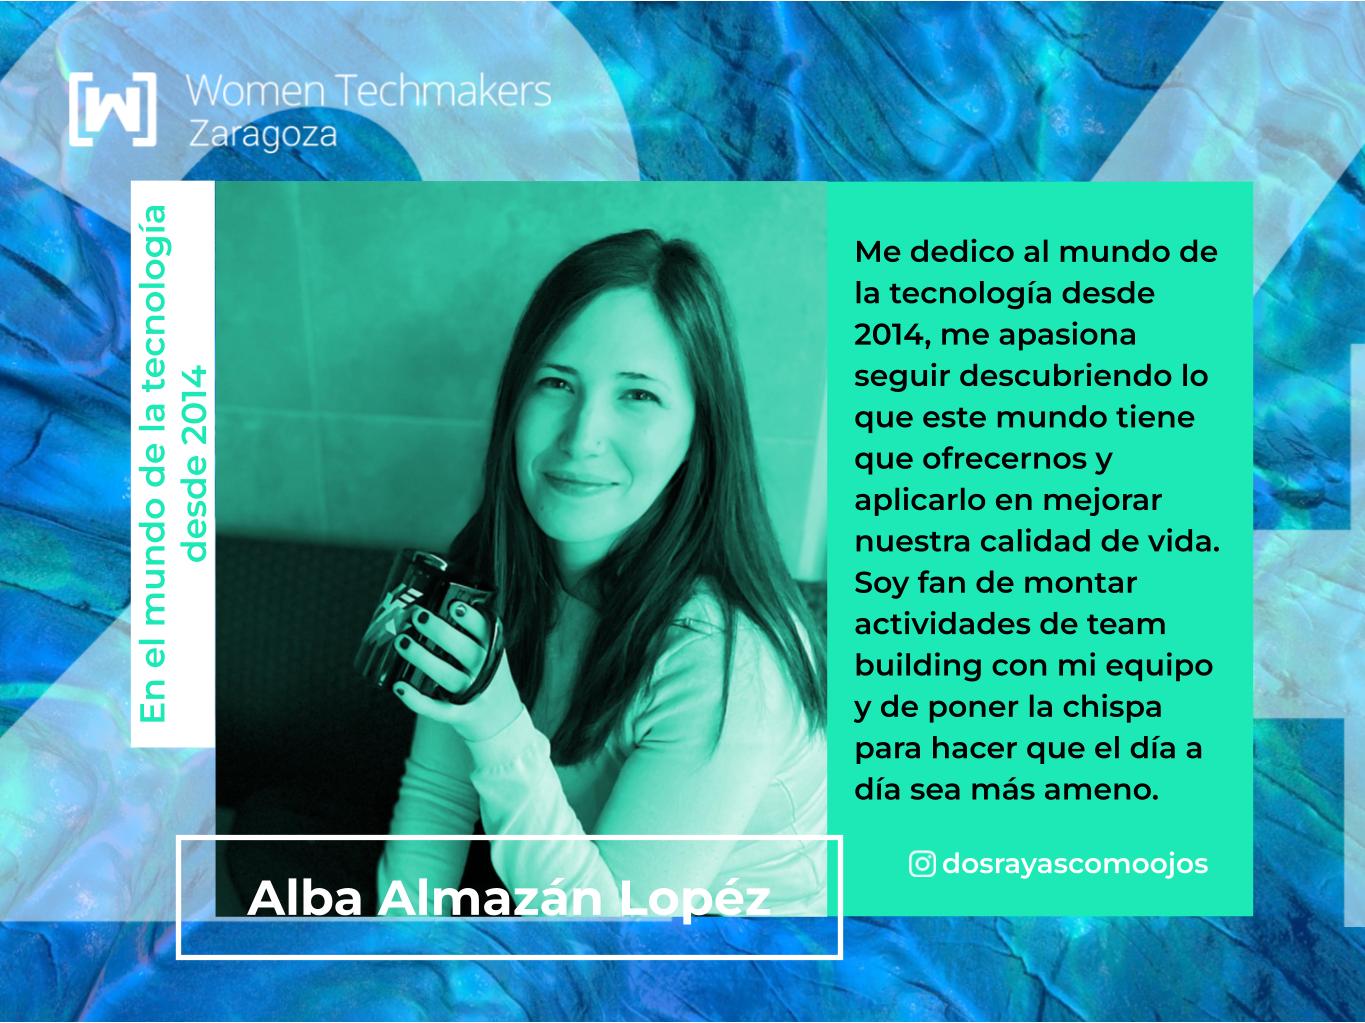 Women Techmakers
Zaragoza
En el mundo de la tecnología
desde 2014
Me dedico al mundo de
la tecnología desde
2014, me apasiona
seguir descubriendo lo
que este mundo tiene
que ofrecernos y
aplicarlo en mejorar
nuestra calidad de vida.
Soy fan de montar
actividades de team
building con mi equipo
y de poner la chispa
para hacer que el día a
día sea más ameno.
dosrayascomoojos
Alba Almazán Lopéz